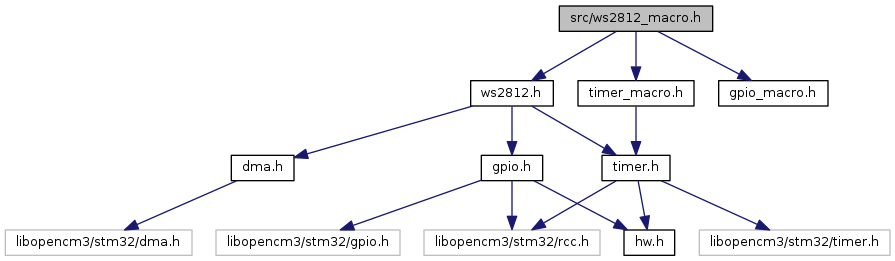 src/ws2812_macro.h
ws2812.h
timer_macro.h
gpio_macro.h
dma.h
gpio.h
timer.h
libopencm3/stm32/dma.h
libopencm3/stm32/gpio.h
libopencm3/stm32/rcc.h
hw.h
libopencm3/stm32/timer.h